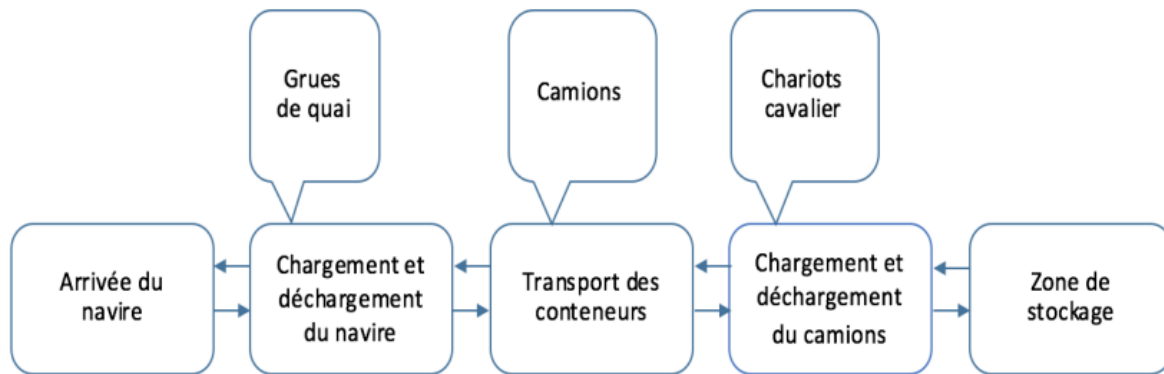 Grues
de quai
Camions
Chariots
cavalier
Arrivée du
navire
Chargement et
déchargement
du navire
Transport des
conteneurs
Chargement et
déchargement
du camions
Zone de
stockage